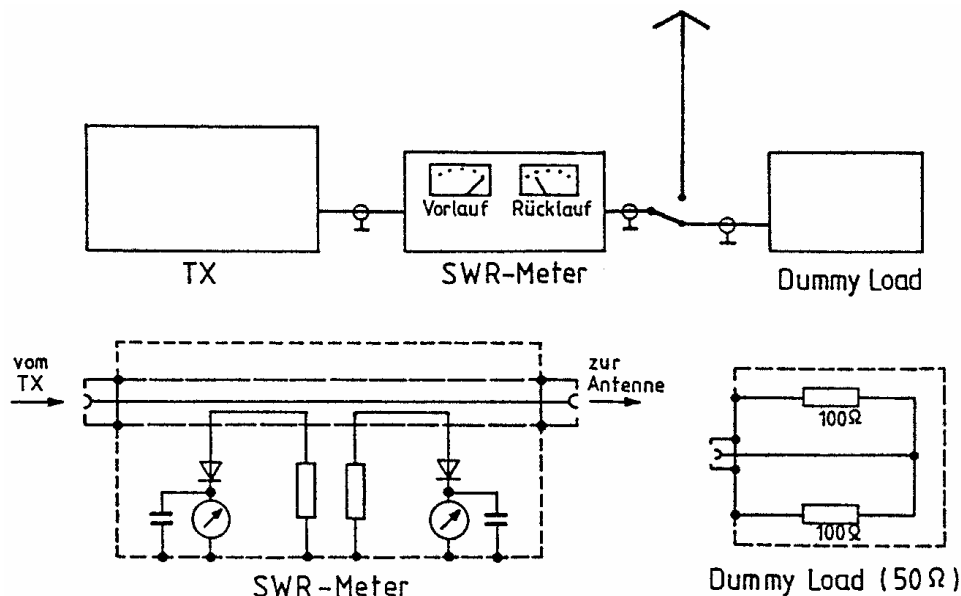 Vorlauf Rücklauf
TX
SWR-Meter
Dummy Load
vom
TX
zur
Antenne
100Ω
100Ω
SWR-Meter
Dummy Load (50Ω)